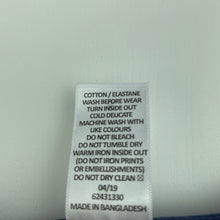 COTTON / ELASTANE
WASH BEFORE WEAR
TURN INSIDE OUT
COLD DELICATE
MACHINE WASH WITH
LIKE COLOURS
DO NOT BLEACH
DO NOT TUMBLE DRY
WARM IRON INSIDE OUT
(DO NOT IRON PRINTS
OR EMBELLISHMENTS)
DO NOT DRY CLEAN
04/19
62431330
MADE IN BANGLADESH